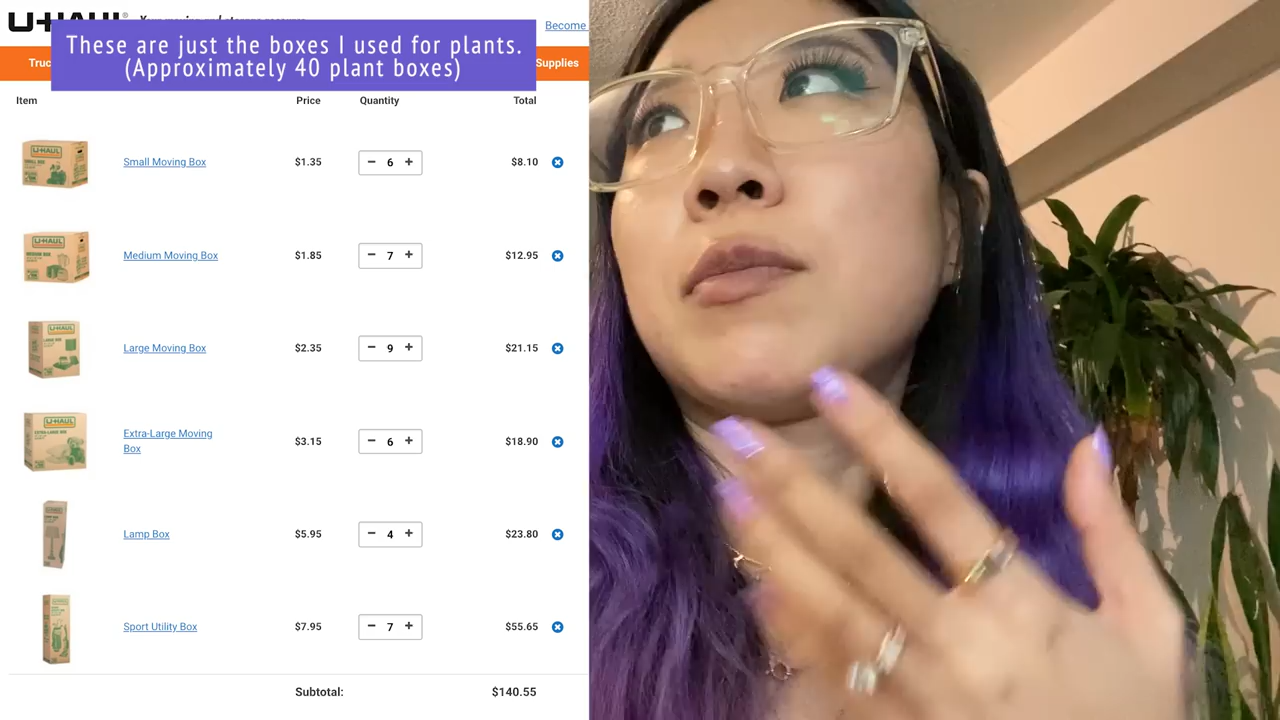 U-HAUL®
These are just the boxes I used for plants.
(Approximately 40 plant boxes)
Become
Truc
Supplies
Item Price Quantity Total
Small Moving Box $1.35 − 6 + $8.10
Medium Moving Box $1.85 − 7 + $12.95
Large Moving Box $2.35 − 9 + $21.15
Extra-Large Moving
Box $3.15 − 6 + $18.90
Lamp Box $5.95 − 4 + $23.80
Sport Utility Box $7.95 − 7 + $55.65
Subtotal: $140.55